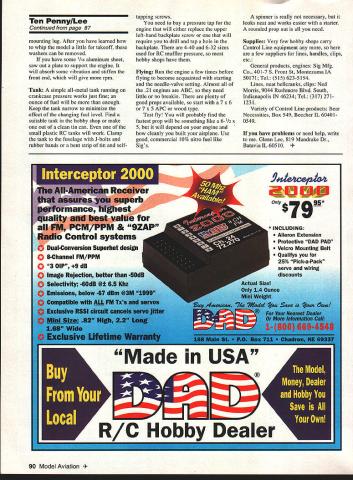 Ten Penny/Lee
Continued from page 87
mounting lug. After you have learned how
to whip the model a little for takeoff, these
washers can be removed.
If you have some 1/16 aluminum sheet,
cut out a plate to support the engine. It
will absorb some vibration and stiffen the
front end, which will give more rpm.
Tank: A simple all-metal tank running on
crankcase pressure works just fine; an
ounce of fuel will be more than enough.
Keep the tank narrow to minimize the
effect of the changing fuel level. Find a
suitable tank in the hobby shop or make
one out of a clean tin can. Even one of the
small plastic RC tanks will work. Clamp
the tank to the fuselage with bolts and
rubber bands or a bent strip of tin and self-
tapping screws.
You need to buy a pressure tap for the
engine that will either replace the upper
left-hand backplate screw or one that will
require you to drill and tap a hole in the
backplate. There are 4-40 and 6-32 sizes
used for RC muffler pressure, so most
hobby shops have them.
Flying: Run the engine a few times before
flying to become acquainted with starting
and the needle-valve setting. Almost all of
the .21 engines are ABC, so they need
little or no breakin. There are plenty of
good props available, so start with a 7 x 6
or 7 x 5 APC or wood type.
Test fly! You will probably find the
fastest prop will be something like a 6 1/2 x
5, but it will depend on your engine and
how cleanly you built your airplane. Use
good, commercial 10% nitro fuel like
Sig's.
A spinner is really not necessary, but it
looks neat and works easier with a starter.
A rounded prop nut is all you need.
Supplies: Very few hobby shops carry
Control Line equipment any more, so here
are a few suppliers for lines, handles, clips,
etc.:
General products, engines: Sig Mfg.
Co., 401-7 S. Front St, Montezuma IA
50171; Tel.: (515) 623-5154.
Lines, neat bellcranks, clips: Neil
Morris, 9004 Rushmore Blvd. South,
Indianapolis IN 46234; Tel.: (317) 271-
1231.
Variety of Control Line products: Benz
Necessities, Box 549, Beecher IL 60401-
0549.
If you have problems or need help, write
to me. Glenn Lee, 819 Mandrake Dr.,
Batavia IL 60510.
Interceptor 2000
The All-American Receiver
that assures you superb
performance, highest
quality and best value for
all FM, PCM/PPM & "9ZAP"
Radio Control systems
Dual-Conversion Superhet design
8-Channel FM/PPM
"3 OIP", +9 dB
Image Rejection, better than -50dB
Selectivity: -60dB @± 6.5 Khz
Emissions, below -67 dbm @3M "1999"
Compatible with ALL FM Tx's and servos
Exclusive RSSI circuit cancels servo jitter
Mini Size: .82" High, 2.2" Long
1.68" Wide
Exclusive Lifetime Warranty
50 Mhz
"HAM"
Available!
Interceptor
2000
Only $79.95*
* INCLUDING:
• Aileron Extension
• Protective "DAD PAD"
• Velcro Mounting Belt
• Qualifys you for
25% "Pic-a-Pack"
servo and wiring
discounts
Actual Size!
Only 1.4 Ounce
Mini Weight
Buy American, The Model You Save is Your Own!
DAD
For Your Nearest Dealer
Or More Information Call:
1-(800) 669-4548
158 Main St. • P.O. Box 711 • Chadron, NE 69337
Buy
From Your
Local
"Made in USA"
DAD
R/C Hobby Dealer
The Model,
Money, Dealer
and Hobby You
Save is All
Your Own!
90 Model Aviation